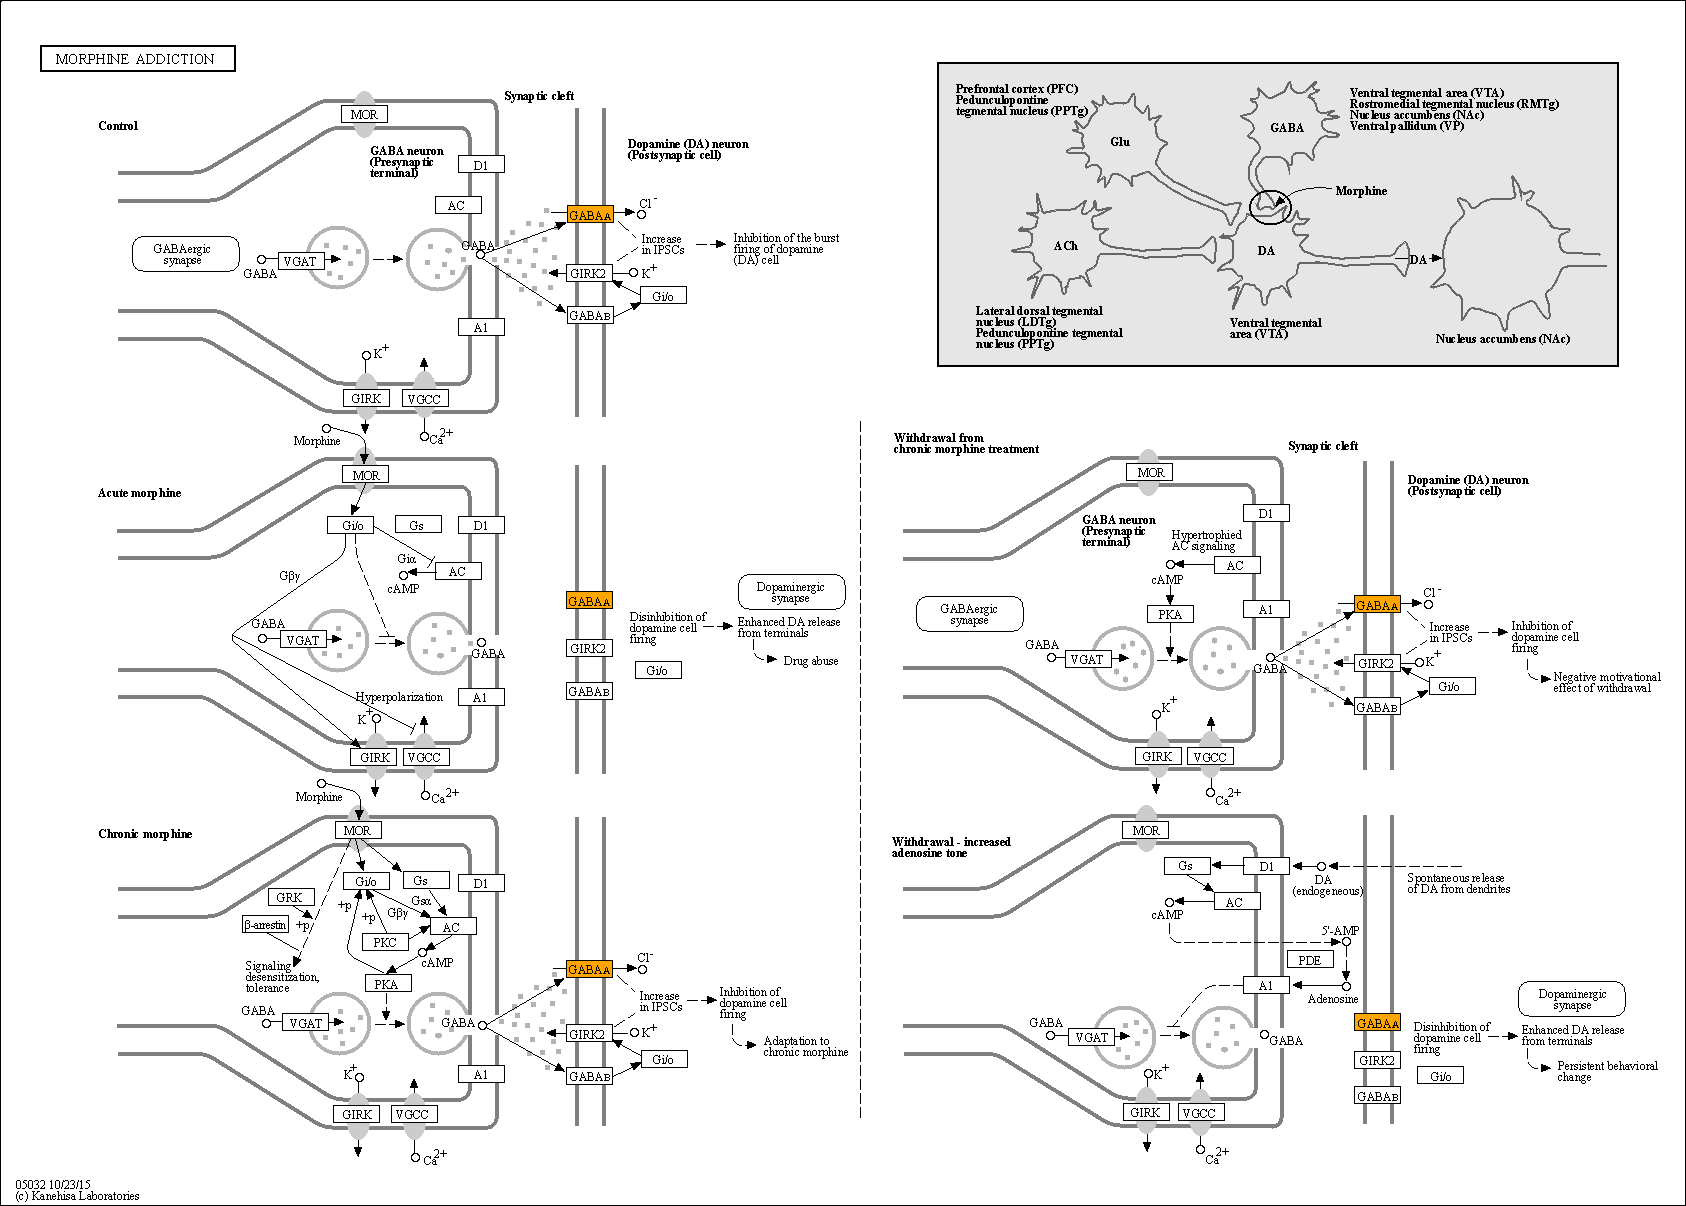 MORPHINE ADDICTION
Control
MOR
Synaptic cleft
GABA neuron
(Presynaptic
terminal)
D1
AC
Dopamine (DA) neuron
(Postsynaptic cell)
GABAergic
synapse
GABA
VGAT
GABA
GABAA
Cl-
Increase
in IPSCs
Inhibition of the burst
firing of dopamine
(DA) cell
GIRK2
K+
Gi/o
GABAB
A1
K+
GIRK
VGCC
Ca2+
Prefrontal cortex (PFC)
Pedunculopontine
tegmental nucleus (PPTg)
Glu
GABA
Ventral tegmental area (VTA)
Rostromedial tegmental nucleus (RMTg)
Nucleus accumbens (NAc)
Ventral pallidum (VP)
Morphine
ACh
DA
DA
Lateral dorsal tegmental
nucleus (LDTg)
Pedunculopontine tegmental
nucleus (PPTg)
Ventral tegmental
area (VTA)
Nucleus accumbens (NAc)
Morphine
Acute morphine
MOR
Gi/o
Gs
D1
Giα
AC
cAMP
Gβγ
GABA
VGAT
GABA
Hyperpolarization
A1
K+
GIRK
VGCC
Ca2+
GABAA
GIRK2
GABAB
Gi/o
Disinhibition of
dopamine cell
firing
Dopaminergic
synapse
Enhanced DA release
from terminals
Drug abuse
Morphine
Chronic morphine
MOR
Gi/o
Gs
D1
GRK
+p
+p
Gβγ
Gsα
β-arrestin
+p
AC
PKC
cAMP
Signaling
desensitization,
tolerance
PKA
GABA
VGAT
GABA
GABAA
Cl-
Increase
in IPSCs
Inhibition of
dopamine cell
firing
GIRK2
K+
Gi/o
GABAB
Adaptation to
chronic morphine
A1
K+
GIRK
VGCC
Ca2+
Withdrawal from
chronic morphine treatment
Synaptic cleft
MOR
Dopamine (DA) neuron
(Postsynaptic cell)
GABA neuron
(Presynaptic
terminal)
D1
Hypertrophied
AC signaling
AC
cAMP
PKA
A1
GABAergic
synapse
GABA
VGAT
GABA
GABAA
Cl-
Increase
in IPSCs
Inhibition of
dopamine cell
firing
GIRK2
K+
Gi/o
GABAB
Negative motivational
effect of withdrawal
K+
GIRK
VGCC
Ca2+
Withdrawal - increased
adenosine tone
MOR
Gs
D1
DA
(endogeneous)
Spontaneous release
of DA from dendrites
AC
cAMP
5'-AMP
PDE
A1
Adenosine
GABA
VGAT
GABA
GABAA
GIRK2
GABAB
Gi/o
Disinhibition of
dopamine cell
firing
Dopaminergic
synapse
Enhanced DA release
from terminals
Persistent behavioral
change
K+
GIRK
VGCC
Ca2+
05032 10/23/15
(c) Kanehisa Laboratories